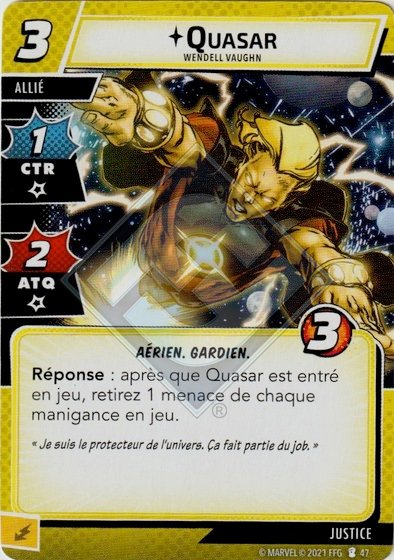 3
QUASAR
WENDELL VAUGHN
ALLIÉ
1
CTR
2
ATQ
3
AÉRIEN. GARDIEN.
Réponse : après que Quasar est entré
en jeu, retirez 1 menace de chaque
manigance en jeu.
« Je suis le protecteur de l'univers. Ça fait partie du job. »
JUSTICE
© MARVEL © 2021 FFG 47